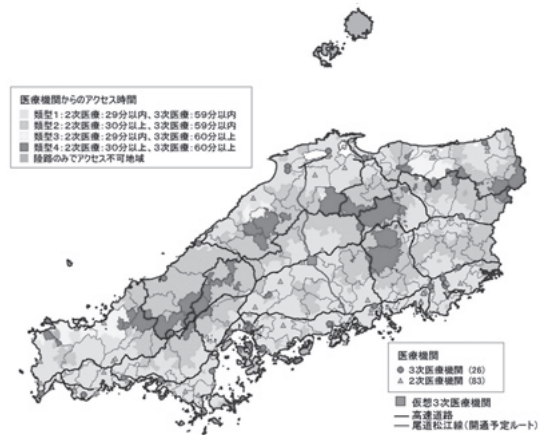 医療機関からのアクセス時間
類型1：2次医療：29分以内、3次医療：59分以内
類型2：2次医療：30分以上、3次医療：59分以内
類型3：2次医療：29分以内、3次医療：60分以上
類型4：2次医療：30分以上、3次医療：60分以上
陸路のみでアクセス不可地域
医療機関
3次医療機関 (26)
2次医療機関 (83)
仮想3次医療機関
高速道路
尾道松江線（開通予定ルート）